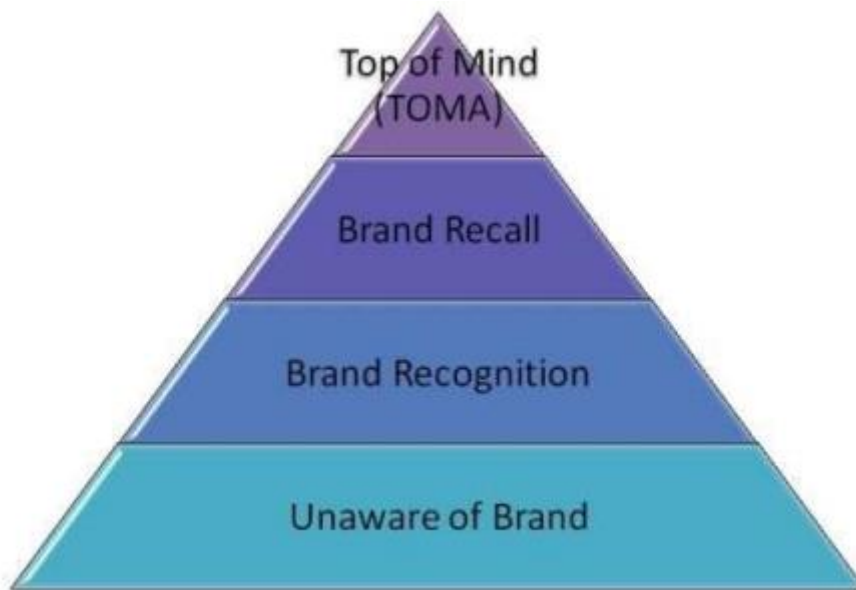 Top of Mind
(TOMA)
Brand Recall
Brand Recognition
Unaware of Brand